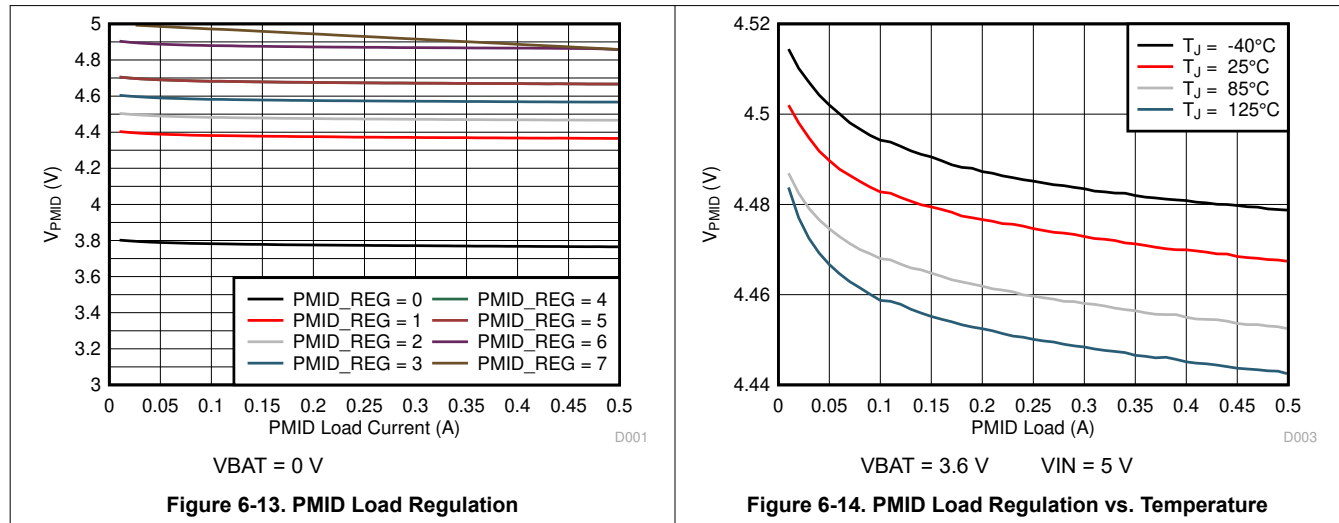 5
4.8
4.6
4.4
4.2
4
3.8
3.6
3.4
3.2
3
V_PMID (V)
PMID_REG = 0
PMID_REG = 1
PMID_REG = 2
PMID_REG = 3
PMID_REG = 4
PMID_REG = 5
PMID_REG = 6
PMID_REG = 7
0 0.05 0.1 0.15 0.2 0.25 0.3 0.35 0.4 0.45 0.5
PMID Load Current (A)
D001
VBAT = 0 V
Figure 6-13. PMID Load Regulation
4.52
4.5
4.48
4.46
4.44
V_PMID (V)
T_J = -40°C
T_J = 25°C
T_J = 85°C
T_J = 125°C
0 0.05 0.1 0.15 0.2 0.25 0.3 0.35 0.4 0.45 0.5
PMID Load (A)
D003
VBAT = 3.6 V VIN = 5 V
Figure 6-14. PMID Load Regulation vs. Temperature